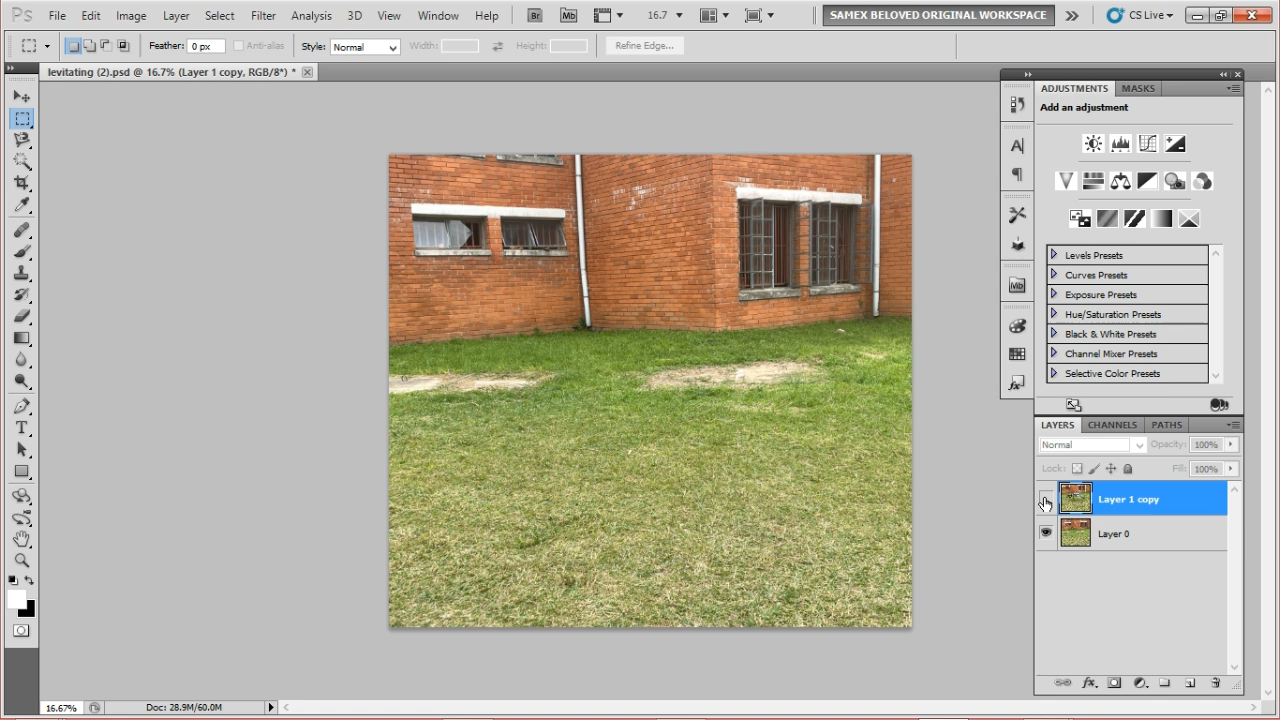 Ps File Edit Image Layer Select Filter Analysis 3D View Window Help Br Mb 16.7 SAMEX BELOVED ORIGINAL WORKSPACE CS Live
Feather: 0 px Anti-alias Style: Normal Width: Height: Refine Edge...
levitating (2).psd @ 16.7% (Layer 1 copy, RGB/8*) *
ADJUSTMENTS MASKS
Add an adjustment
Levels Presets
Curves Presets
Exposure Presets
Hue/Saturation Presets
Black & White Presets
Channel Mixer Presets
Selective Color Presets
LAYERS CHANNELS PATHS
Normal Opacity: 100%
Lock: Fill: 100%
Layer 1 copy
Layer 0
16.67% Doc: 28.9M/60.0M